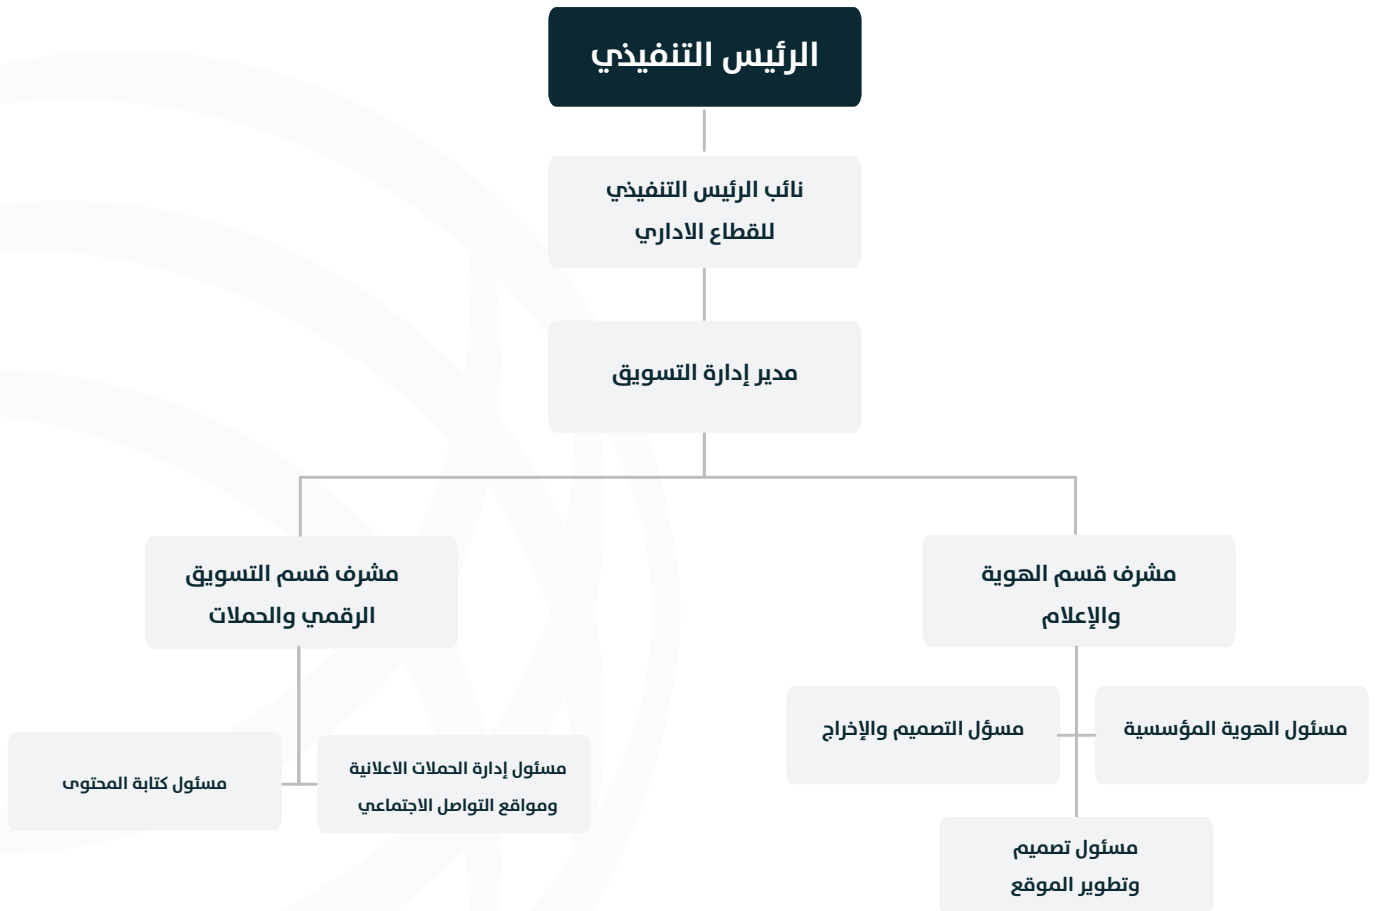 الرئيس التنفيذي
نائب الرئيس التنفيذي
للقطاع الاداري
مدير إدارة التسويق
مشرف قسم الهوية
والإعلام
مشرف قسم التسويق
الرقمي والحملات
مسئول الهوية المؤسسية
مسؤل التصميم والإخراج
مسئول إدارة الحملات الاعلانية
ومواقع التواصل الاجتماعي
مسئول كتابة المحتوى
مسئول تصميم
وتطوير الموقع